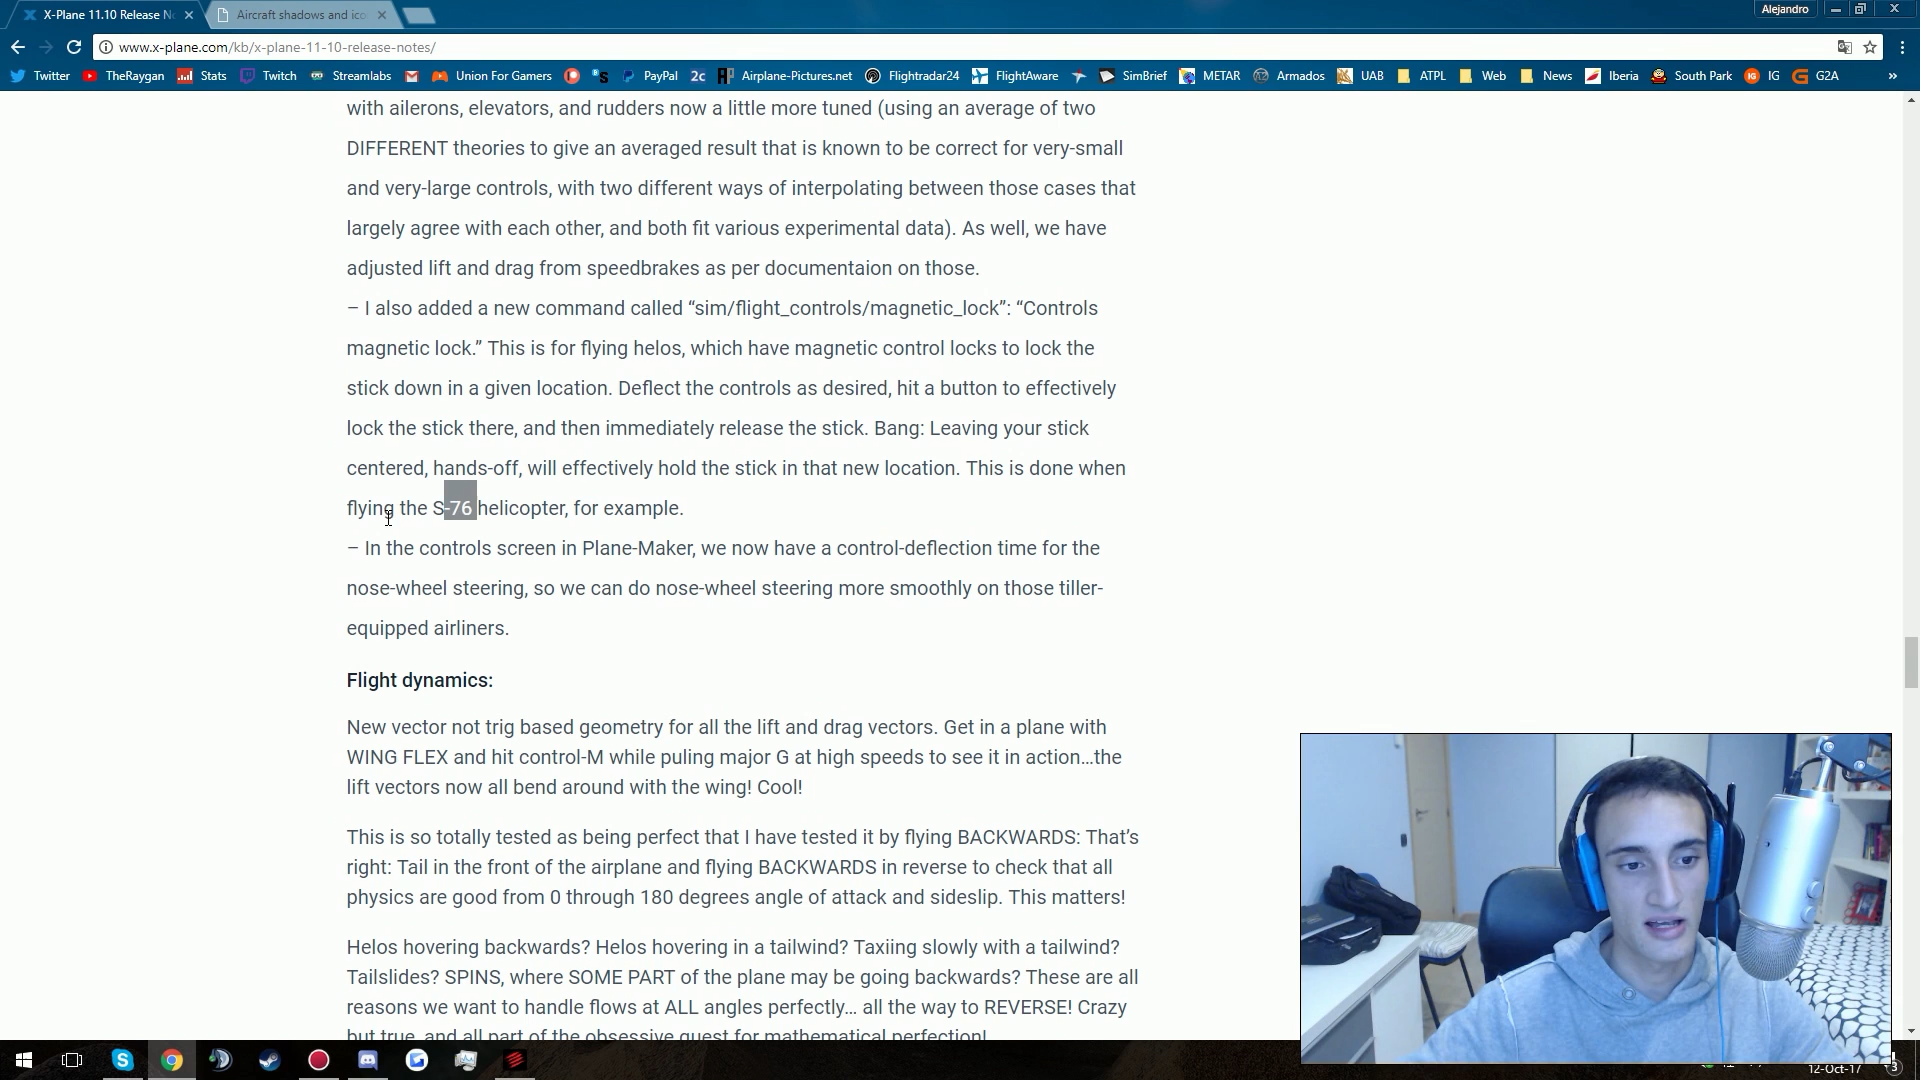 X-Plane 11.10 Release N
Aircraft shadows and ico
Alejandro
www.x-plane.com/kb/x-plane-11-10-release-notes/
Twitter TheRaygan Stats Twitch Streamlabs Union For Gamers PayPal 2c Airplane-Pictures.net Flightradar24 FlightAware SimBrief METAR Armados UAB ATPL Web News Iberia South Park IG G2A »
with ailerons, elevators, and rudders now a little more tuned (using an average of two
DIFFERENT theories to give an averaged result that is known to be correct for very-small
and very-large controls, with two different ways of interpolating between those cases that
largely agree with each other, and both fit various experimental data). As well, we have
adjusted lift and drag from speedbrakes as per documentaion on those.
– I also added a new command called “sim/flight_controls/magnetic_lock”: “Controls
magnetic lock.” This is for flying helos, which have magnetic control locks to lock the
stick down in a given location. Deflect the controls as desired, hit a button to effectively
lock the stick there, and then immediately release the stick. Bang: Leaving your stick
centered, hands-off, will effectively hold the stick in that new location. This is done when
flying the S-76 helicopter, for example.
– In the controls screen in Plane-Maker, we now have a control-deflection time for the
nose-wheel steering, so we can do nose-wheel steering more smoothly on those tiller-
equipped airliners.
Flight dynamics:
New vector not trig based geometry for all the lift and drag vectors. Get in a plane with
WING FLEX and hit control-M while puling major G at high speeds to see it in action…the
lift vectors now all bend around with the wing! Cool!
This is so totally tested as being perfect that I have tested it by flying BACKWARDS: That’s
right: Tail in the front of the airplane and flying BACKWARDS in reverse to check that all
physics are good from 0 through 180 degrees angle of attack and sideslip. This matters!
Helos hovering backwards? Helos hovering in a tailwind? Taxiing slowly with a tailwind?
Tailslides? SPINS, where SOME PART of the plane may be going backwards? These are all
reasons we want to handle flows at ALL angles perfectly… all the way to REVERSE! Crazy
but true, and all part of the obsessive quest for mathematical perfection!
12-Oct-17
3